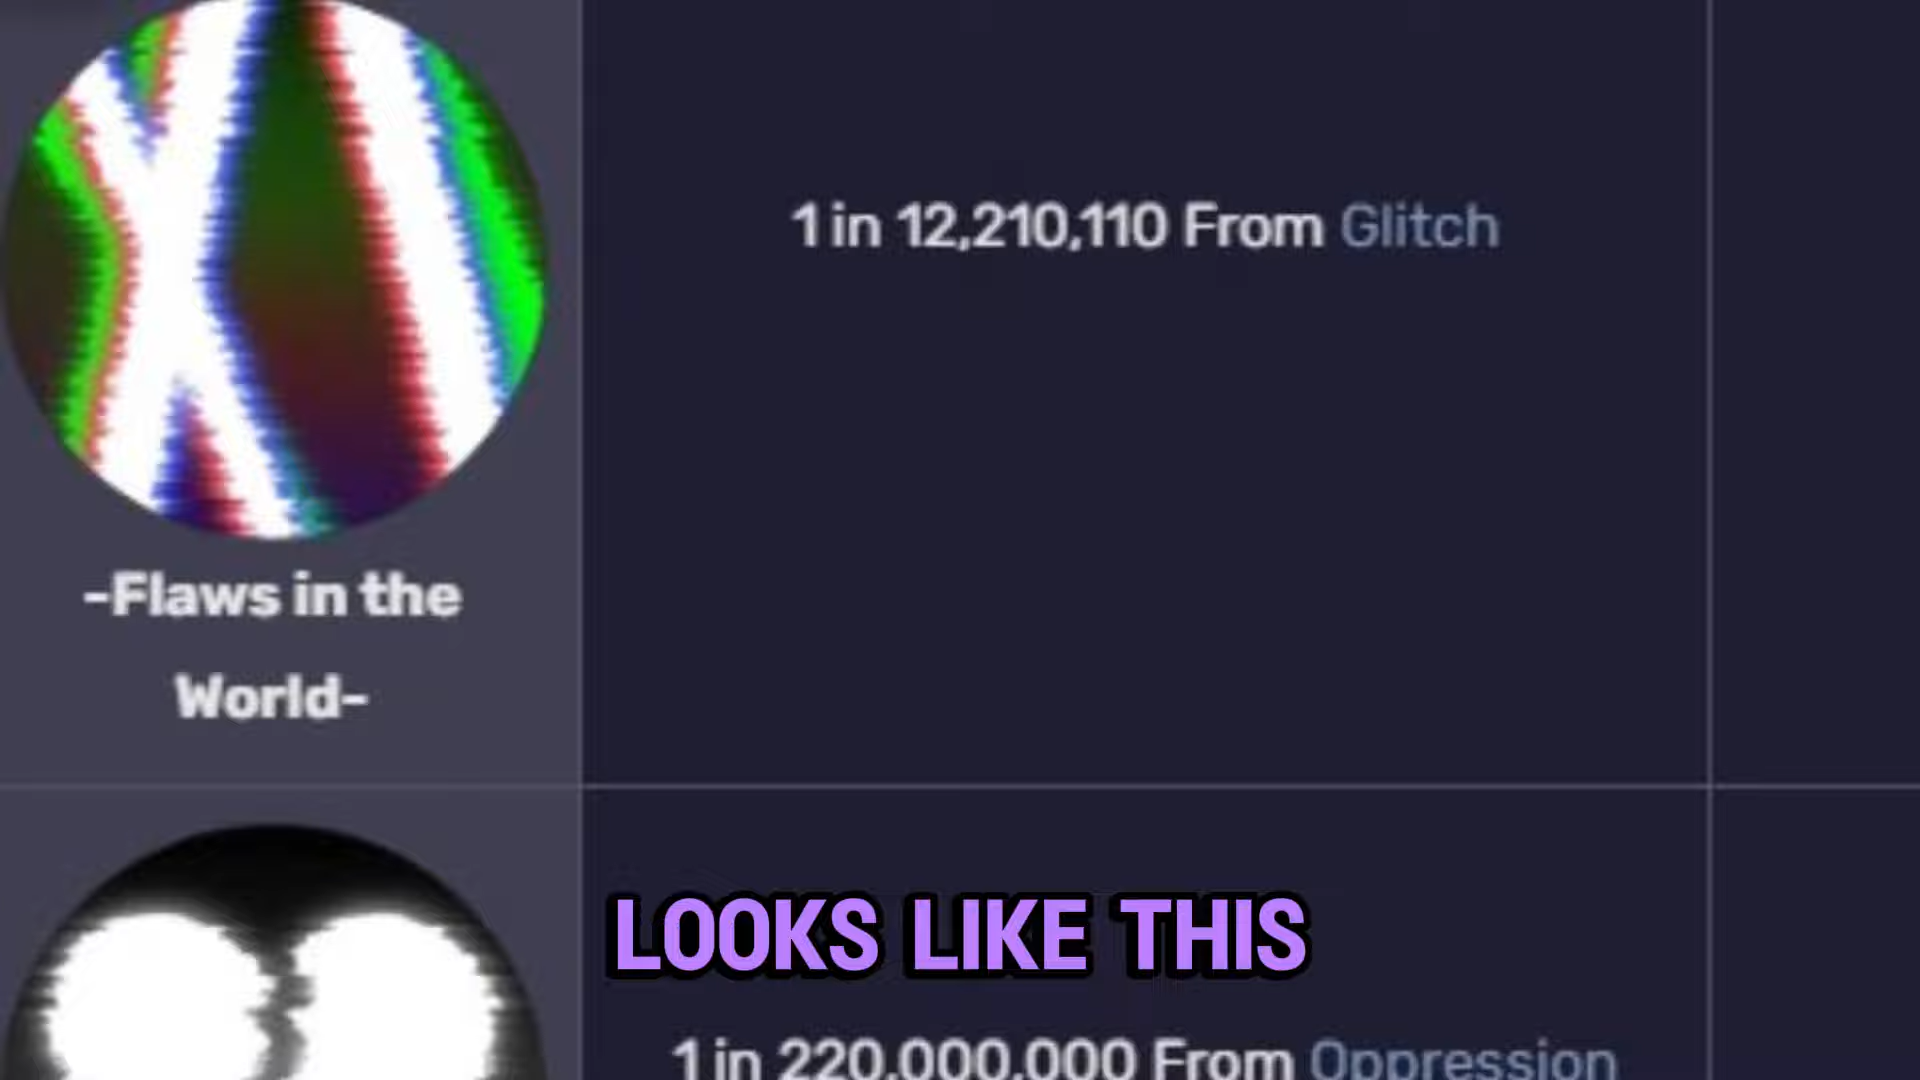 1 in 12,210,110 From Glitch
-Flaws in the
World-
LOOKS LIKE THIS
1 in 220,000,000 From Oppression